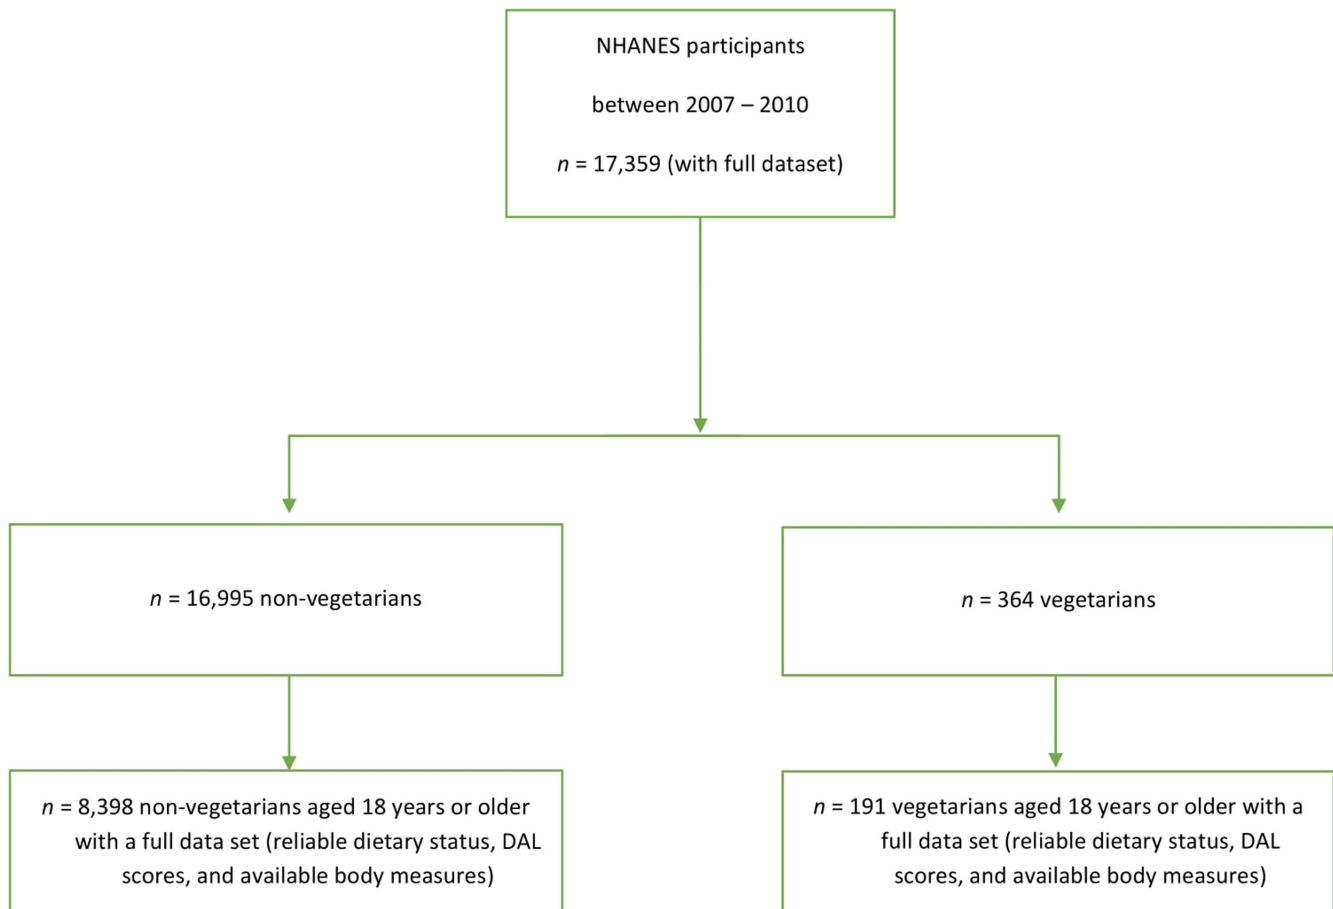 NHANES participants
between 2007 – 2010
n = 17,359 (with full dataset)
n = 16,995 non-vegetarians
n = 364 vegetarians
n = 8,398 non-vegetarians aged 18 years or older
with a full data set (reliable dietary status, DAL
scores, and available body measures)
n = 191 vegetarians aged 18 years or older with a
full data set (reliable dietary status, DAL
scores, and available body measures)